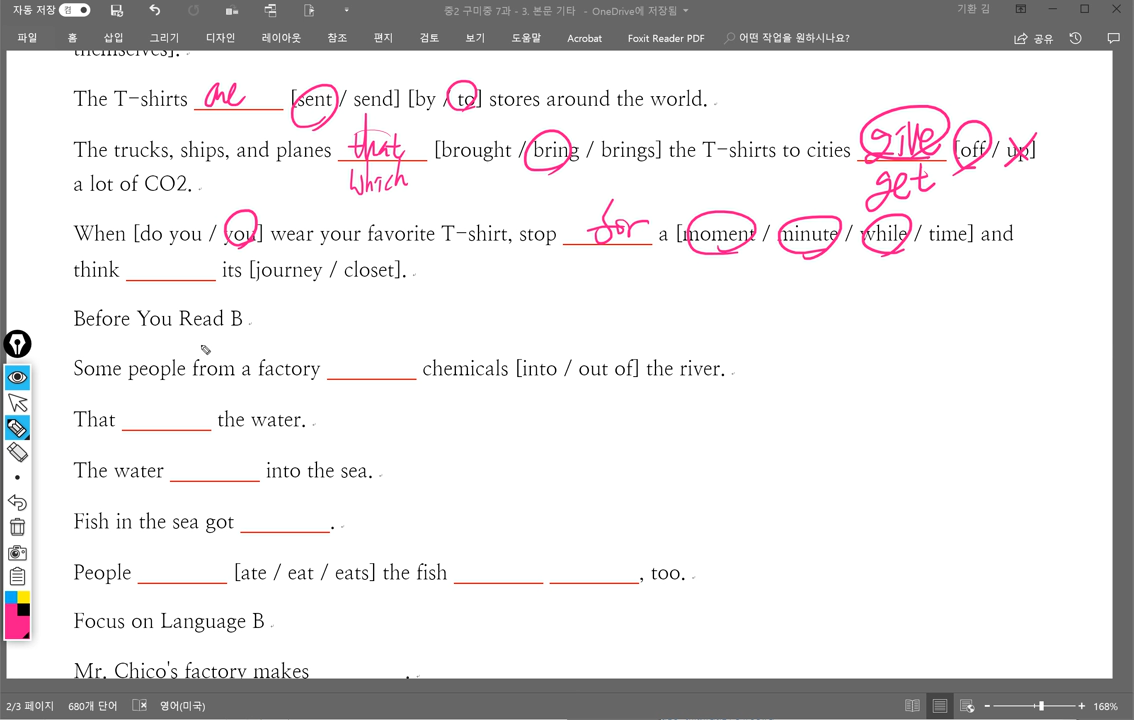 자동 저장 켬 중2 구미중 7과 - 3. 본문 기타 - OneDrive에 저장됨 기환 김
파일 홈 삽입 그리기 디자인 레이아웃 참조 편지 검토 보기 도움말 Acrobat Foxit Reader PDF 어떤 작업을 원하시나요? 공유
themselves].
The T-shirts are [sent / send] [by / to] stores around the world.
The trucks, ships, and planes that [brought / bring / brings] the T-shirts to cities give [off / up]
which get
a lot of CO2.
When [do you / you] wear your favorite T-shirt, stop for a [moment / minute / while / time] and
think ________ its [journey / closet].
Before You Read B
Some people from a factory ________ chemicals [into / out of] the river.
That ________ the water.
The water ________ into the sea.
Fish in the sea got ________.
People ________ [ate / eat / eats] the fish ________ ________, too.
Focus on Language B
Mr. Chico's factory makes ________.
2/3 페이지 680개 단어 영어(미국) 168%